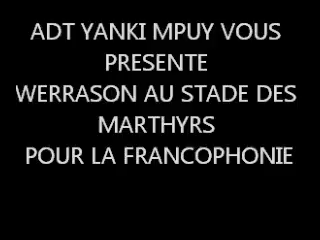 ADT YANKI MPUY VOUS
PRESENTE
WERRASON AU STADE DES
MARTHYRS
POUR LA FRANCOPHONIE